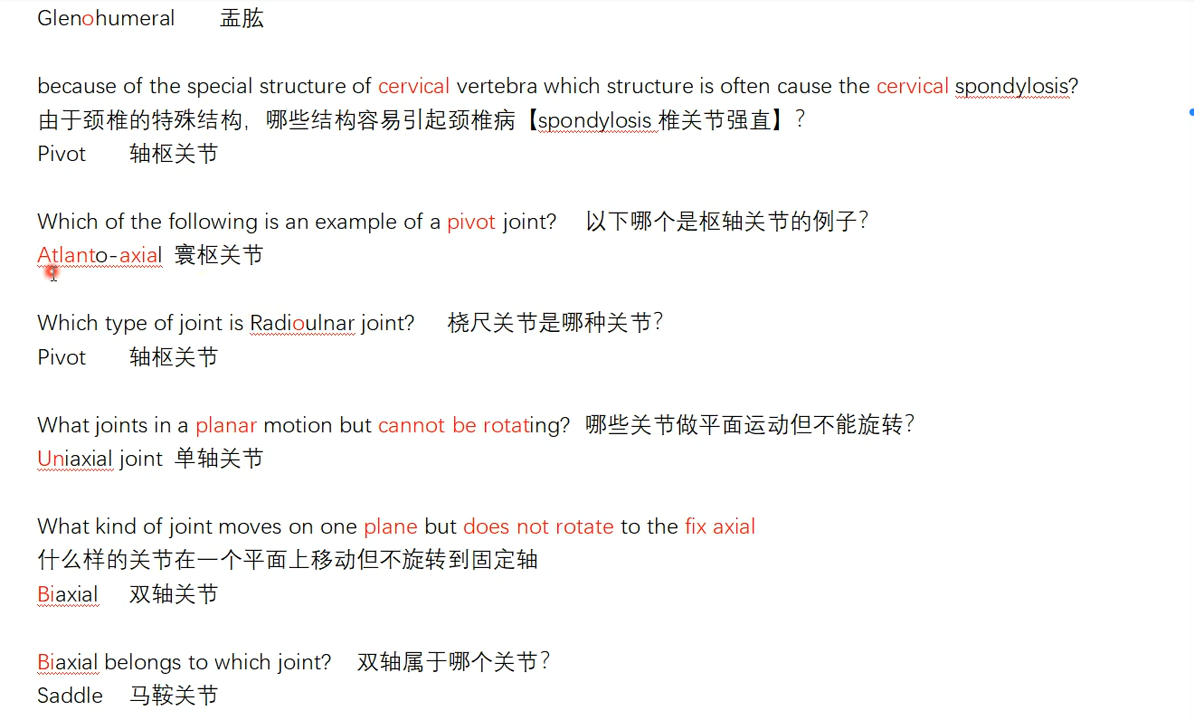 Glenohumeral 盂肱
because of the special structure of cervical vertebra which structure is often cause the cervical spondylosis?
由于颈椎的特殊结构，哪些结构容易引起颈椎病【spondylosis 椎关节强直】？
Pivot 轴枢关节
Which of the following is an example of a pivot joint? 以下哪个是枢轴关节的例子？
Atlanto-axial 寰枢关节
Which type of joint is Radioulnar joint? 桡尺关节是哪种关节？
Pivot 轴枢关节
What joints in a planar motion but cannot be rotating? 哪些关节做平面运动但不能旋转？
Uniaxial joint 单轴关节
What kind of joint moves on one plane but does not rotate to the fix axial
什么样的关节在一个平面上移动但不旋转到固定轴
Biaxial 双轴关节
Biaxial belongs to which joint? 双轴属于哪个关节？
Saddle 马鞍关节